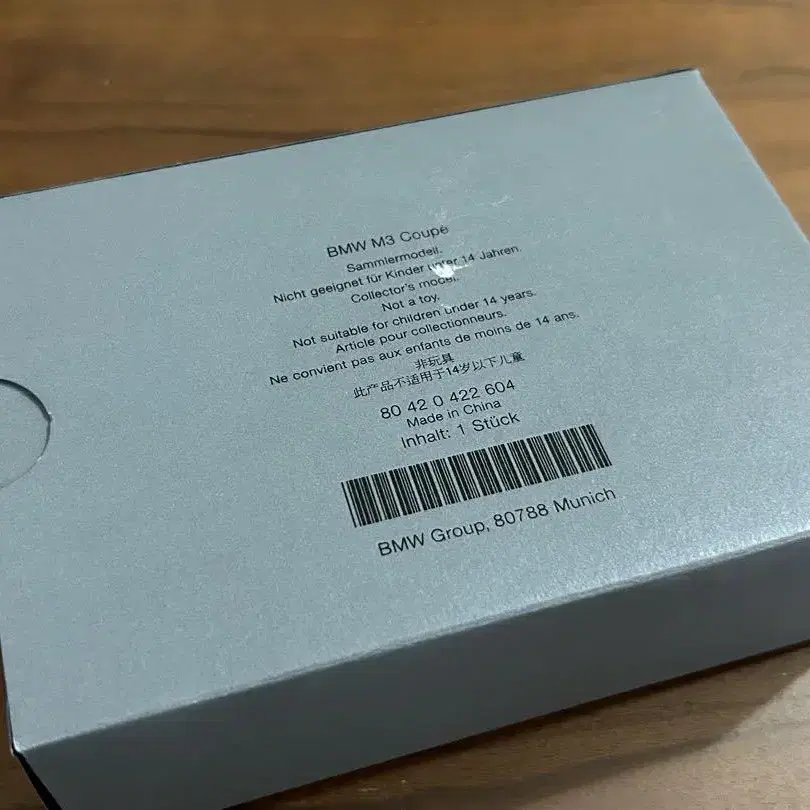 BMW M3 Coupé
Sammlermodell.
Nicht geeignet für Kinder unter 14 Jahren.
Collector's model.
Not a toy.
Not suitable for children under 14 years.
Article pour collectionneurs.
Ne convient pas aux enfants de moins de 14 ans.
非玩具
此产品不适用于14岁以下儿童
80 42 0 422 604
Made in China
Inhalt: 1 Stück
BMW Group, 80788 Munich